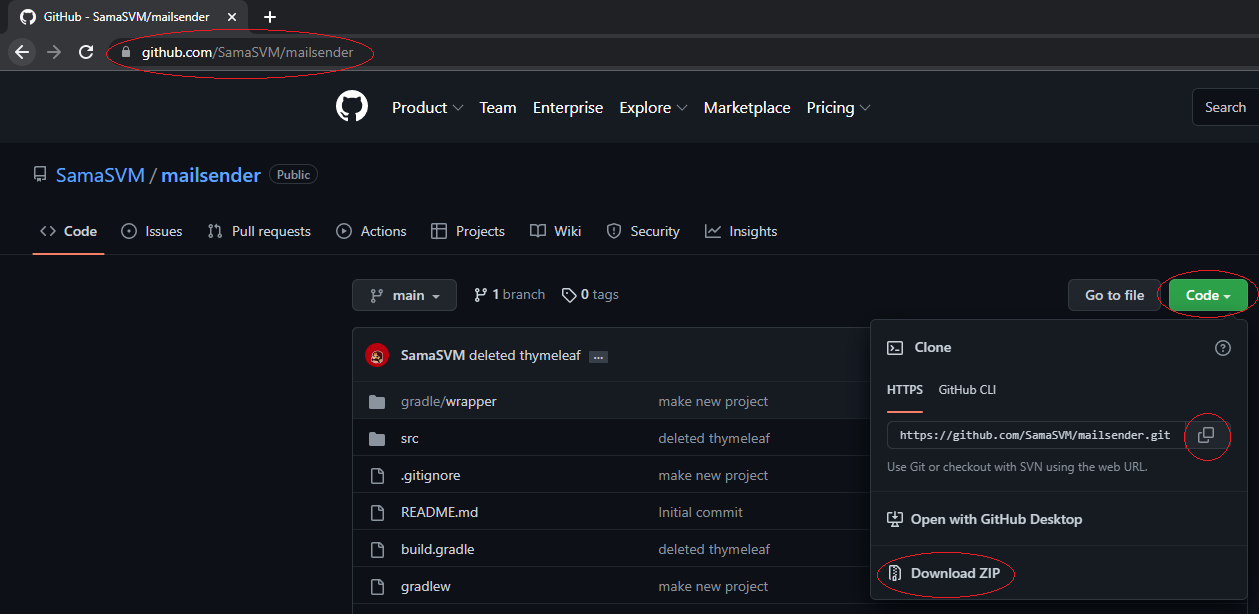 GitHub - SamaSVM/mailsender
github.com/SamaSVM/mailsender
Product Team Enterprise Explore Marketplace Pricing Search
SamaSVM / mailsender Public
Code Issues Pull requests Actions Projects Wiki Security Insights
main 1 branch 0 tags Go to file Code
SamaSVM deleted thymeleaf ...
gradle/wrapper make new project
src deleted thymeleaf
.gitignore make new project
README.md Initial commit
build.gradle deleted thymeleaf
gradlew make new project
Clone
HTTPS GitHub CLI
https://github.com/SamaSVM/mailsender.git
Use Git or checkout with SVN using the web URL.
Open with GitHub Desktop
Download ZIP